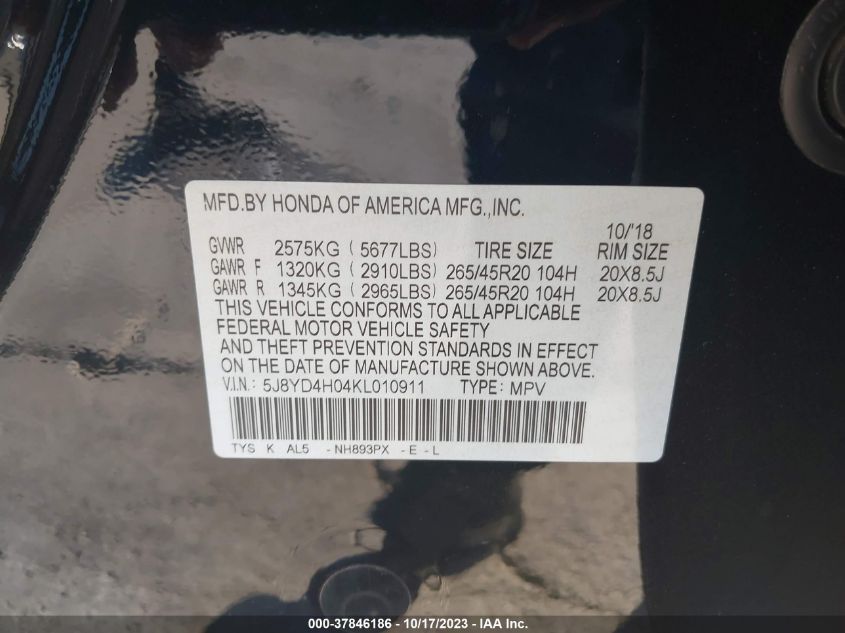 MFD.BY HONDA OF AMERICA MFG.,INC.
10/'18
GVWR 2575KG ( 5677LBS) TIRE SIZE RIM SIZE
GAWR F 1320KG ( 2910LBS) 265/45R20 104H 20X8.5J
GAWR R 1345KG ( 2965LBS) 265/45R20 104H 20X8.5J
THIS VEHICLE CONFORMS TO ALL APPLICABLE
FEDERAL MOTOR VEHICLE SAFETY
AND THEFT PREVENTION STANDARDS IN EFFECT
ON THE DATE OF MANUFACTURE SHOWN ABOVE.
V.I.N.: 5J8YD4H04KL010911 TYPE: MPV
TYS K AL5 -NH893PX -E -L
000-37846186 - 10/17/2023 - IAA Inc.